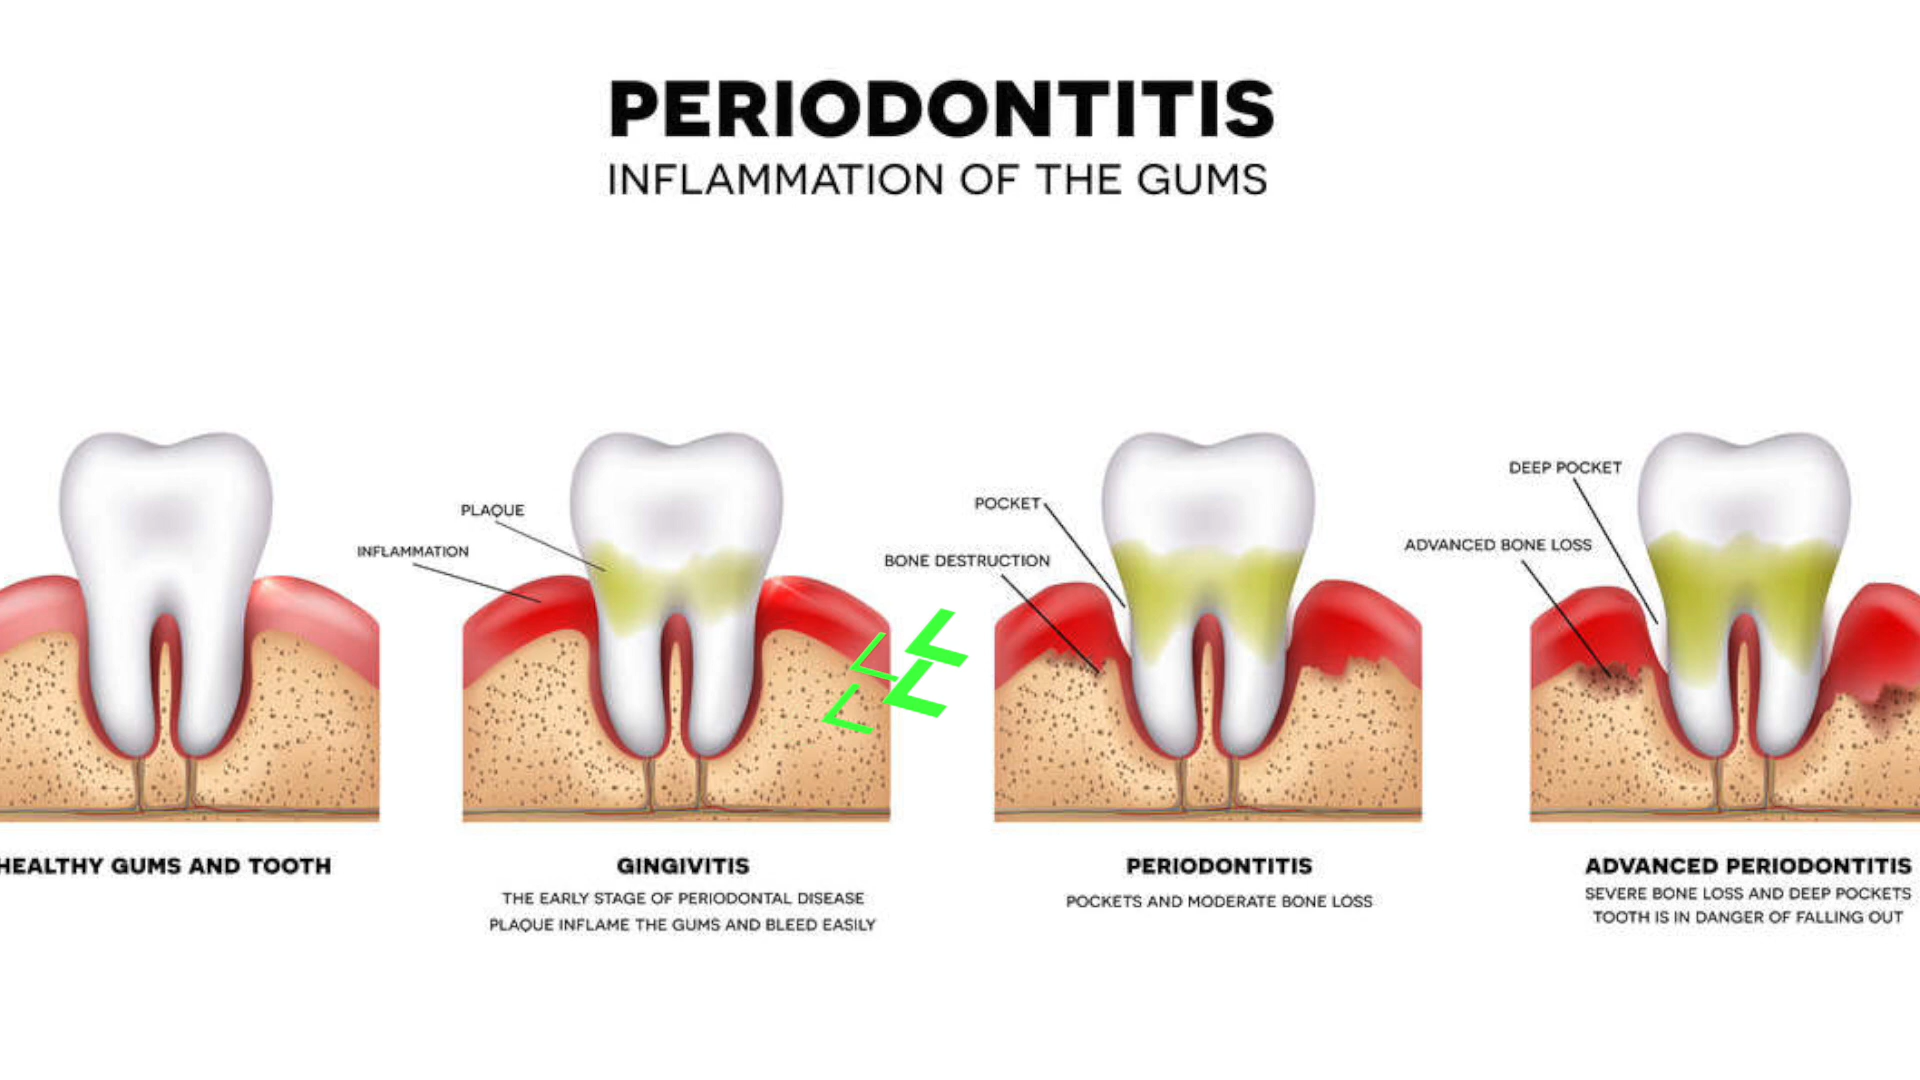 PERIODONTITIS
INFLAMMATION OF THE GUMS
PLAQUE
INFLAMMATION
POCKET
BONE DESTRUCTION
DEEP POCKET
ADVANCED BONE LOSS
HEALTHY GUMS AND TOOTH
GINGIVITIS
THE EARLY STAGE OF PERIODONTAL DISEASE
PLAQUE INFLAME THE GUMS AND BLEED EASILY
PERIODONTITIS
POCKETS AND MODERATE BONE LOSS
ADVANCED PERIODONTITIS
SEVERE BONE LOSS AND DEEP POCKETS
TOOTH IS IN DANGER OF FALLING OUT